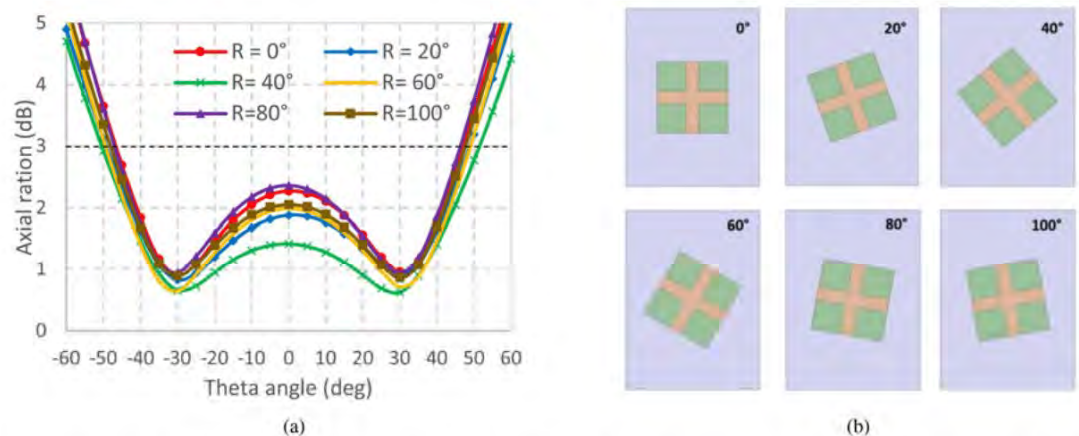 5
4
3
2
1
0
Axial ration (dB)
R = 0° R = 20°
R = 40° R = 60°
R=80° R=100°
-60 -50 -40 -30 -20 -10 0 10 20 30 40 50 60
Theta angle (deg)
(a)
0° 20° 40°
60° 80° 100°
(b)